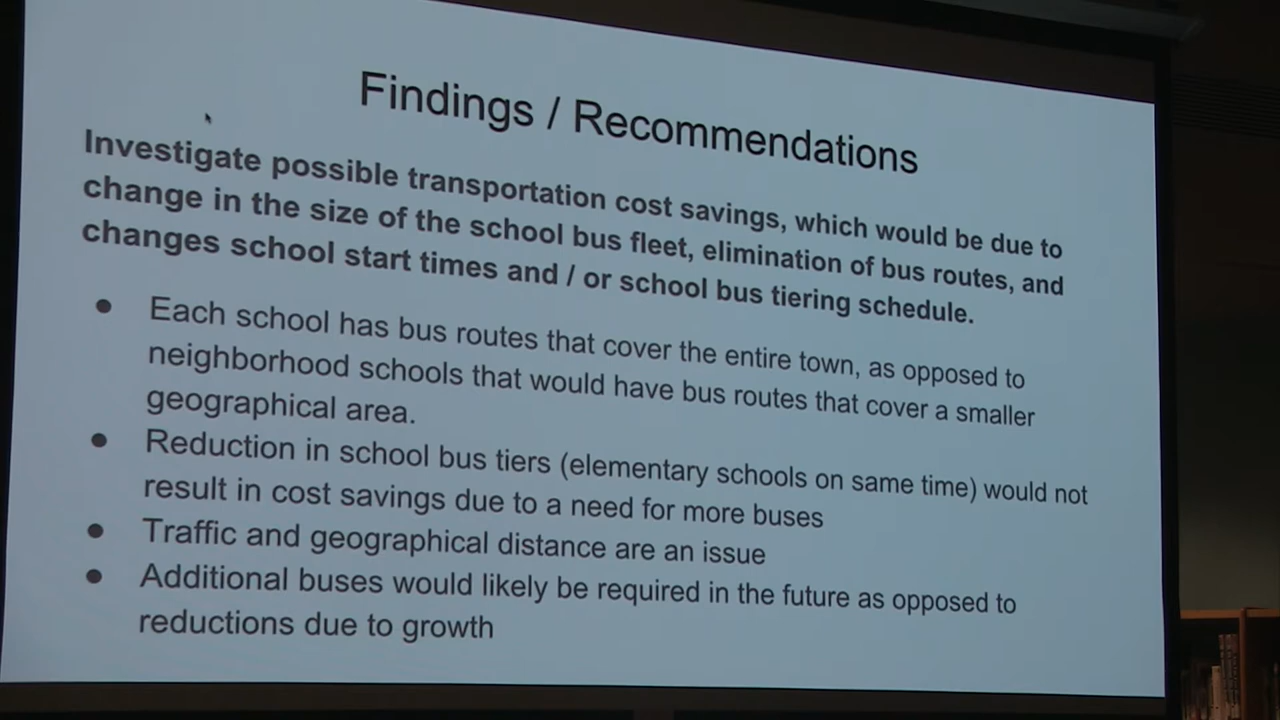 Findings / Recommendations
Investigate possible transportation cost savings, which would be due to
change in the size of the school bus fleet, elimination of bus routes, and
changes school start times and / or school bus tiering schedule.
● Each school has bus routes that cover the entire town, as opposed to
neighborhood schools that would have bus routes that cover a smaller
geographical area.
● Reduction in school bus tiers (elementary schools on same time) would not
result in cost savings due to a need for more buses
● Traffic and geographical distance are an issue
● Additional buses would likely be required in the future as opposed to
reductions due to growth